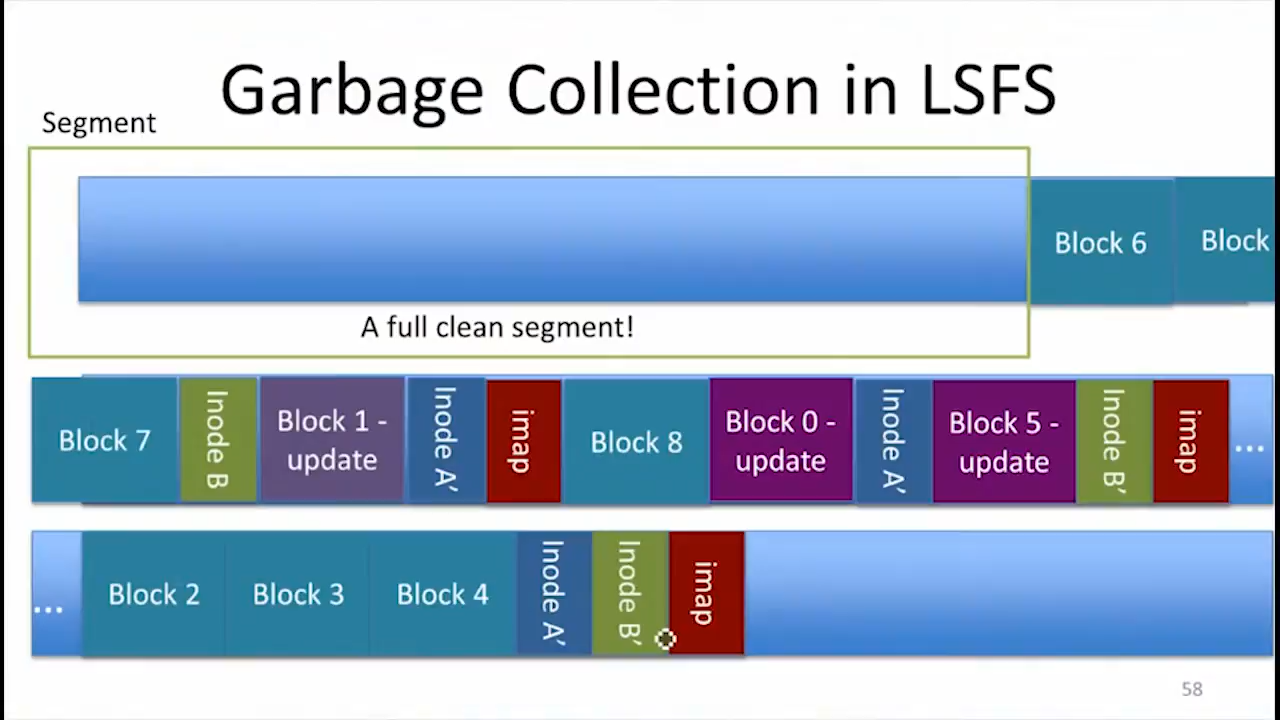 Garbage Collection in LSFS
Segment
Block 6
Block
A full clean segment!
Block 7
Inode B
Block 1 -
update
Inode A’
imap
Block 8
Block 0 -
update
Inode A’
Block 5 -
update
Inode B’
imap
...
...
Block 2
Block 3
Block 4
Inode A’
Inode B’
imap
58